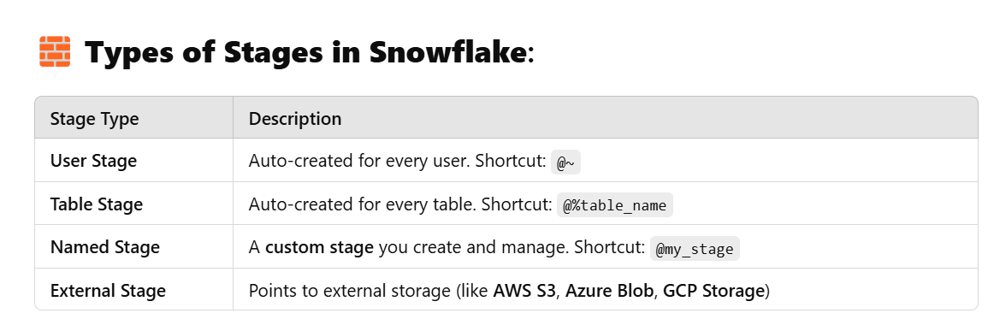 🧱 Types of Stages in Snowflake:
Stage Type Description
User Stage Auto-created for every user. Shortcut: @~
Table Stage Auto-created for every table. Shortcut: @%table_name
Named Stage A custom stage you create and manage. Shortcut: @my_stage
External Stage Points to external storage (like AWS S3, Azure Blob, GCP Storage)